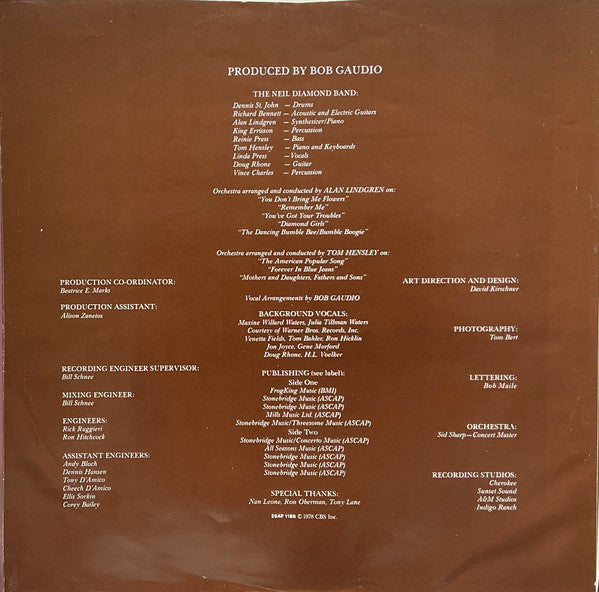 PRODUCED BY BOB GAUDIO
THE NEIL DIAMOND BAND:
Dennis St. John — Drums
Richard Bennett — Acoustic and Electric Guitars
Alan Lindgren — Synthesizer/Piano
King Errisson — Percussion
Reinie Press — Bass
Tom Hensley — Piano and Keyboards
Linda Press — Vocals
Doug Rhone — Guitar
Vince Charles — Percussion
Orchestra arranged and conducted by ALAN LINDGREN on:
"You Don't Bring Me Flowers"
"Remember Me"
"You've Got Your Troubles"
"Diamond Girls"
"The Dancing Bumble Bee/Bumble Boogie"
Orchestra arranged and conducted by TOM HENSLEY on:
"The American Popular Song"
"Forever In Blue Jeans"
"Mothers and Daughters, Fathers and Sons"
Vocal Arrangements by BOB GAUDIO
BACKGROUND VOCALS:
Maxine Willard Waters, Julia Tillman Waters
Courtesy of Warner Bros. Records, Inc.
Venetta Fields, Tom Bahler, Ron Hicklin
Jon Joyce, Gene Morford
Doug Rhone, H.L. Voelker
PUBLISHING (see label):
Side One
FrogKing Music (BMI)
Stonebridge Music (ASCAP)
Stonebridge Music (ASCAP)
Milk Music Ltd. (ASCAP)
Stonebridge Music/Threesome Music (ASCAP)
Side Two
Stonebridge Music/Concerto Music (ASCAP)
All Seasons Music (ASCAP)
Stonebridge Music (ASCAP)
Stonebridge Music (ASCAP)
Stonebridge Music (ASCAP)
SPECIAL THANKS:
Nan Leone, Ron Oberman, Tony Lane
2SAP 1180 © 1978 CBS Inc.
PRODUCTION CO-ORDINATOR:
Beatrice E. Marks
PRODUCTION ASSISTANT:
Alison Zanetos
RECORDING ENGINEER SUPERVISOR:
Bill Schnee
MIXING ENGINEER:
Bill Schnee
ENGINEERS:
Rick Ruggieri
Ron Hitchcock
ASSISTANT ENGINEERS:
Andy Bloch
Dennis Hansen
Tony D'Amico
Cheech D'Amico
Ellis Sorkin
Corey Bailey
ART DIRECTION AND DESIGN:
David Kirschner
PHOTOGRAPHY:
Tom Bert
LETTERING:
Bob Maile
ORCHESTRA:
Sid Sharp—Concert Master
RECORDING STUDIOS:
Cherokee
Sunset Sound
A&M Studios
Indigo Ranch